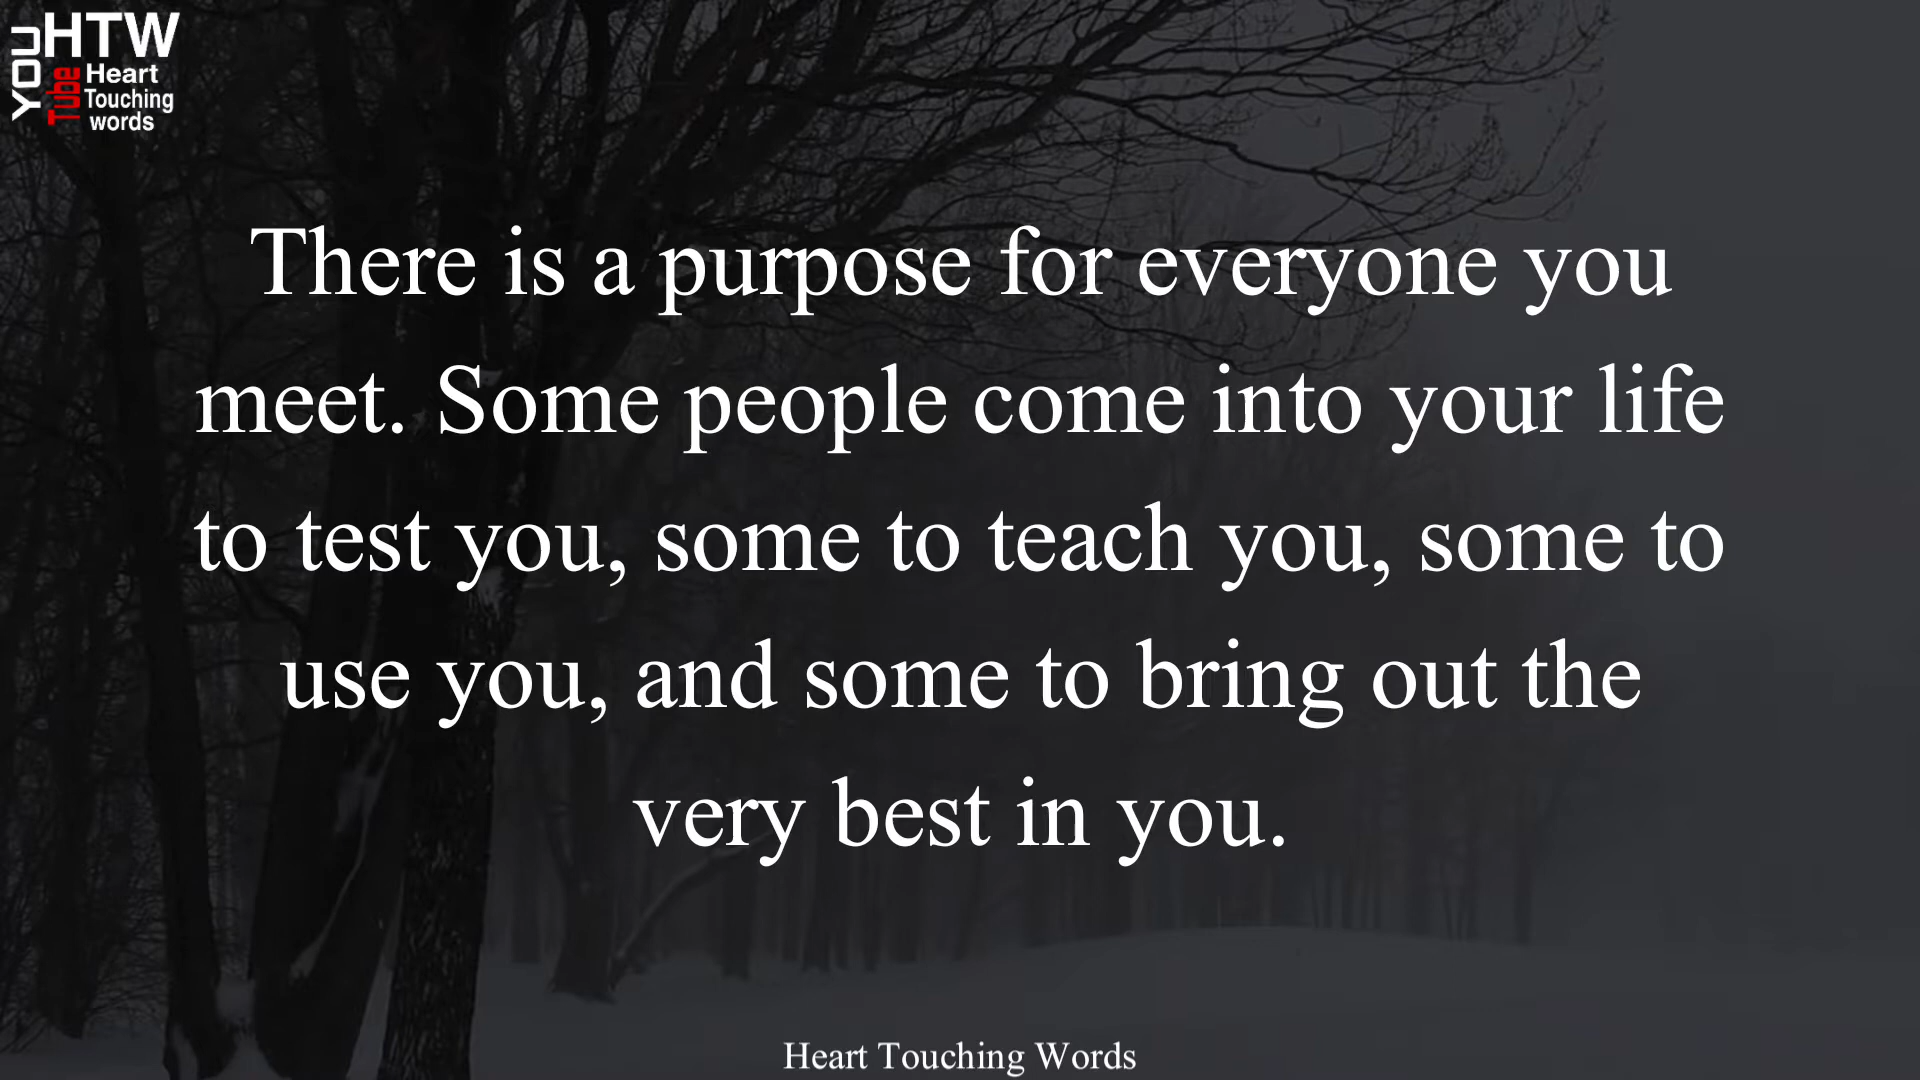 YOU
Tube
HTW
Heart
Touching
words
There is a purpose for everyone you
meet. Some people come into your life
to test you, some to teach you, some to
use you, and some to bring out the
very best in you.
Heart Touching Words